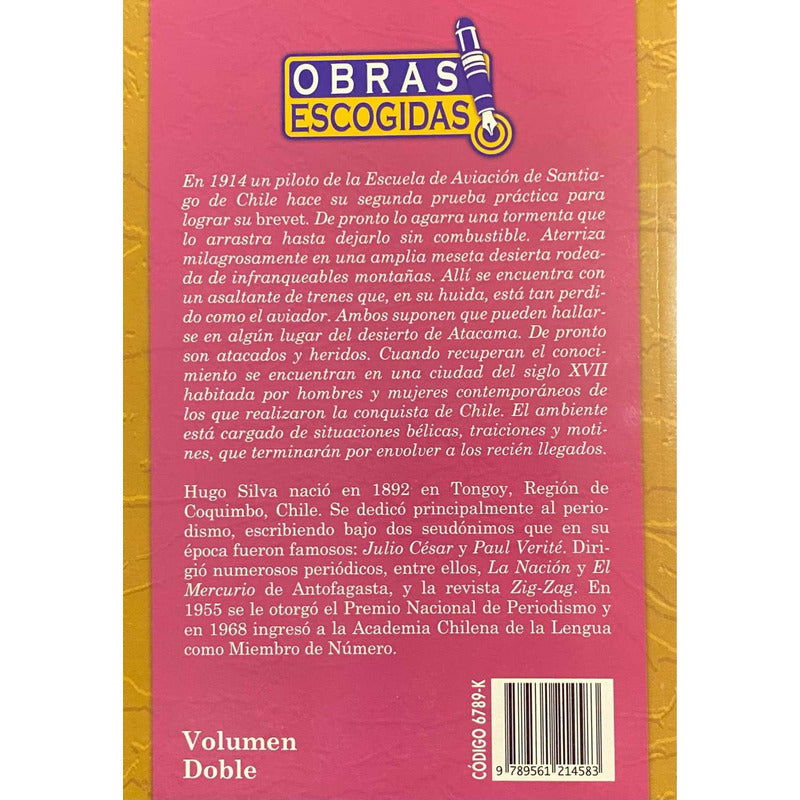 OBRAS
ESCOGIDAS
En 1914 un piloto de la Escuela de Aviación de Santia-
go de Chile hace su segunda prueba práctica para
lograr su brevet. De pronto lo agarra una tormenta que
lo arrastra hasta dejarlo sin combustible. Aterriza
milagrosamente en una amplia meseta desierta rodea-
da de infranqueables montañas. Allí se encuentra con
un asaltante de trenes que, en su huida, está tan perdi-
do como el aviador. Ambos suponen que pueden hallar-
se en algún lugar del desierto de Atacama. De pronto
son atacados y heridos. Cuando recuperan el conoci-
miento se encuentran en una ciudad del siglo XVII
habitada por hombres y mujeres contemporáneos de
los que realizaron la conquista de Chile. El ambiente
está cargado de situaciones bélicas, traiciones y moti-
nes, que terminarán por envolver a los recién llegados.
Hugo Silva nació en 1892 en Tongoy, Región de
Coquimbo, Chile. Se dedicó principalmente al perio-
dismo, escribiendo bajo dos seudónimos que en su
época fueron famosos: Julio César y Paul Verité. Diri-
gió numerosos periódicos, entre ellos, La Nación y El
Mercurio de Antofagasta, y la revista Zig-Zag. En
1955 se le otorgó el Premio Nacional de Periodismo y
en 1968 ingresó a la Academia Chilena de la Lengua
como Miembro de Número.
Volumen
Doble
CÓDIGO 6789-K
9 789561 214583